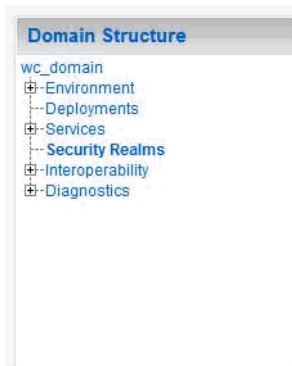 Domain Structure
wc_domain
Environment
Deployments
Services
Security Realms
Interoperability
Diagnostics